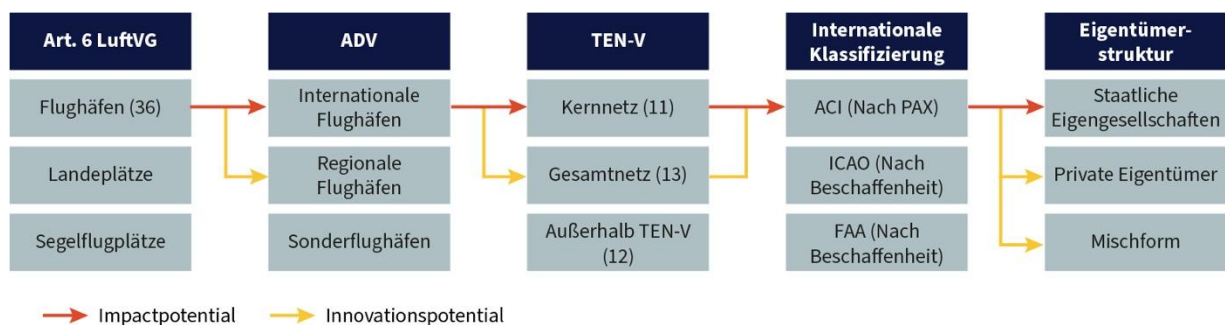 Art. 6 LuftVG
Flughäfen (36)
Landeplätze
Segelflugplätze
ADV
Internationale
Flughäfen
Regionale
Flughäfen
Sonderflughäfen
TEN-V
Kernnetz (11)
Gesamtnetz (13)
Außerhalb TEN-V
(12)
Internationale
Klassifizierung
ACI (Nach PAX)
ICAO (Nach
Beschaffenheit)
FAA (Nach
Beschaffenheit)
Eigentümer-
struktur
Staatliche
Eigengesellschaften
Private Eigentümer
Mischform
Impactpotential
Innovationspotential